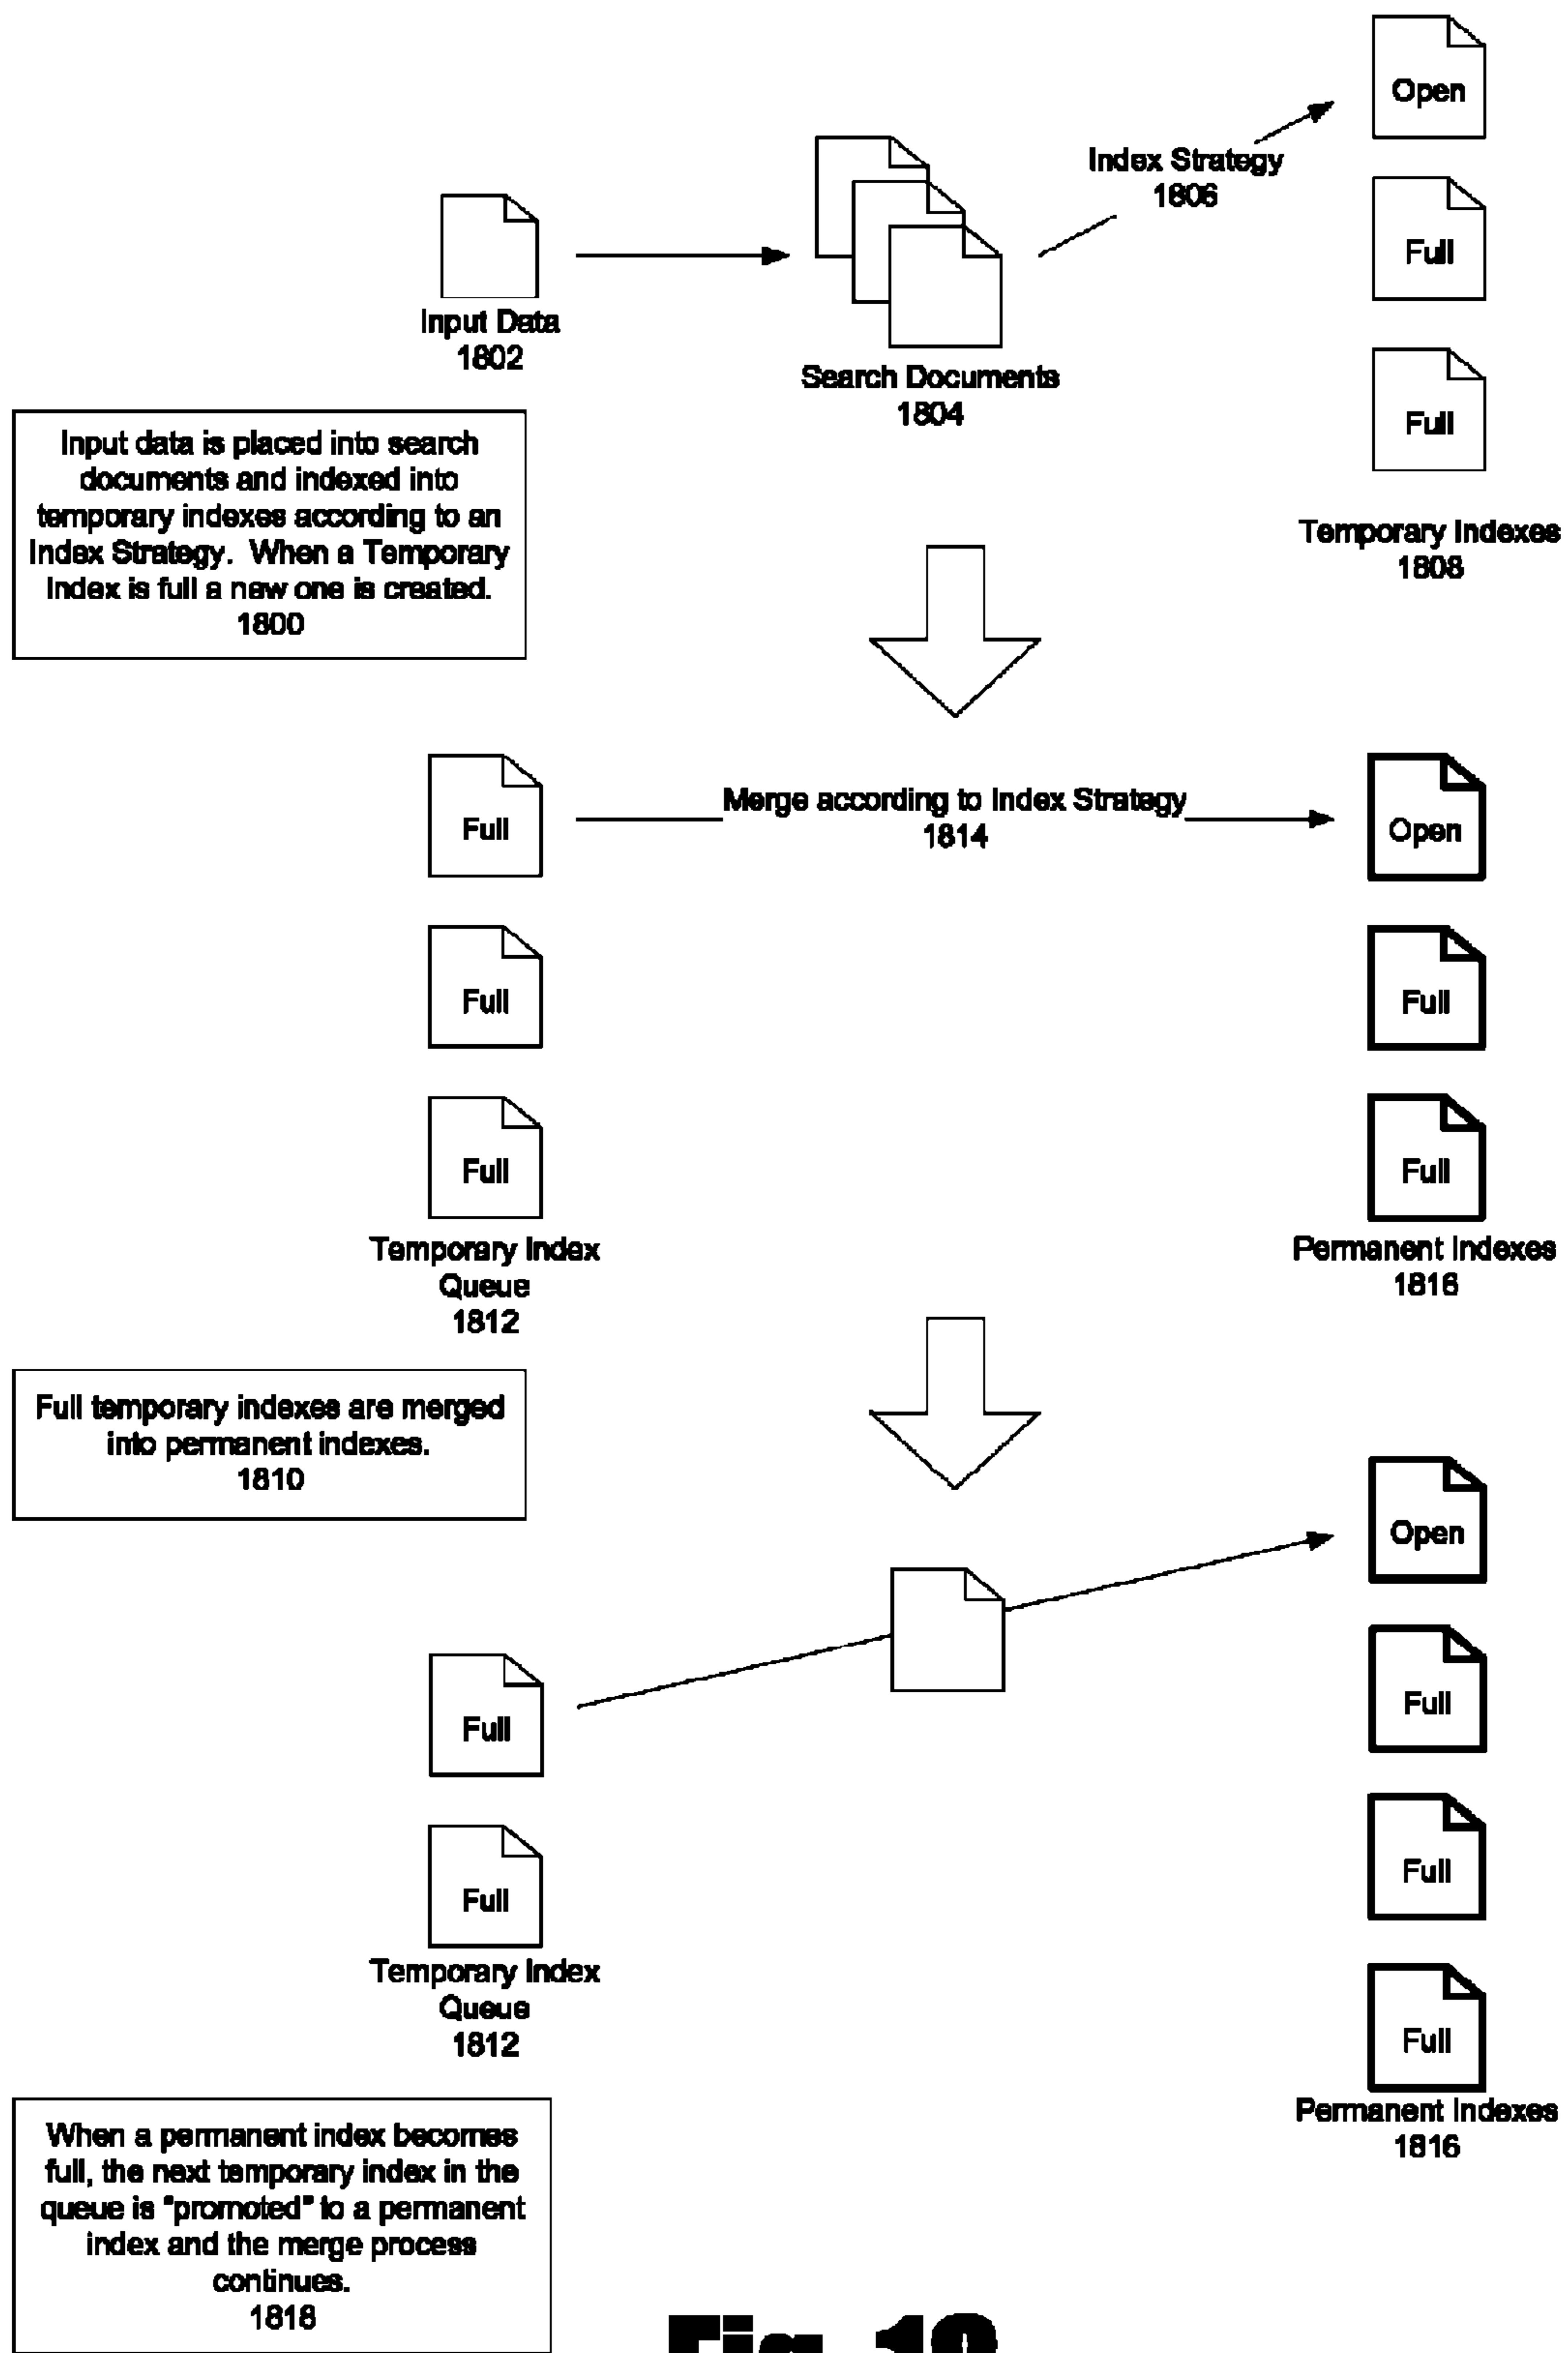 Open
Index Strategy
1806
Full
Input Data
1802
Search Documents
1804
Full
Input data is placed into search
documents and indexed into
temporary indexes according to an
Index Strategy. When a Temporary
Index is full a new one is created.
1800
Temporary Indexes
1808
Full
Merge according to Index Strategy
1814
Open
Full
Full
Full
Full
Temporary Index
Queue
1812
Permanent Indexes
1816
Full temporary indexes are merged
into permanent indexes.
1810
Open
Full
Full
Full
Full
Temporary Index
Queue
1812
Full
Permanent Indexes
1816
When a permanent index becomes
full, the next temporary index in the
queue is "promoted" to a permanent
index and the merge process
continues.
1818
Fig.